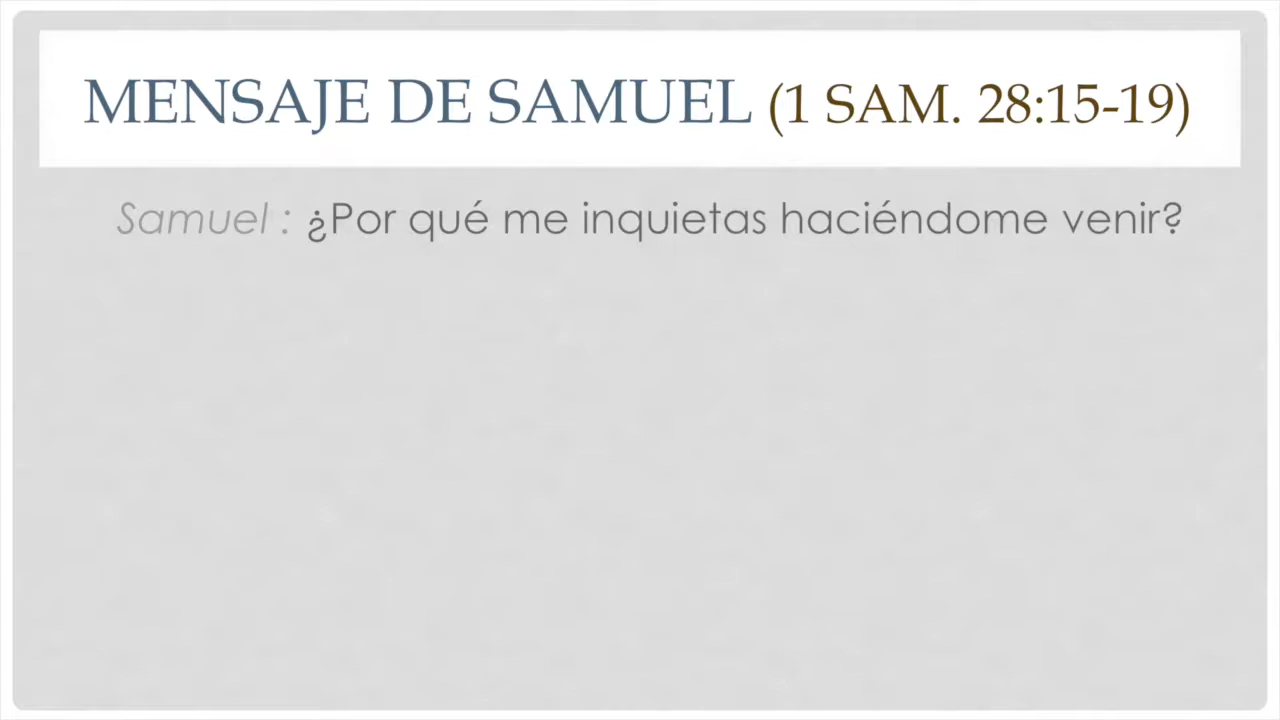 MENSAJE DE SAMUEL (1 SAM. 28:15-19)
Samuel : ¿Por qué me inquietas haciéndome venir?